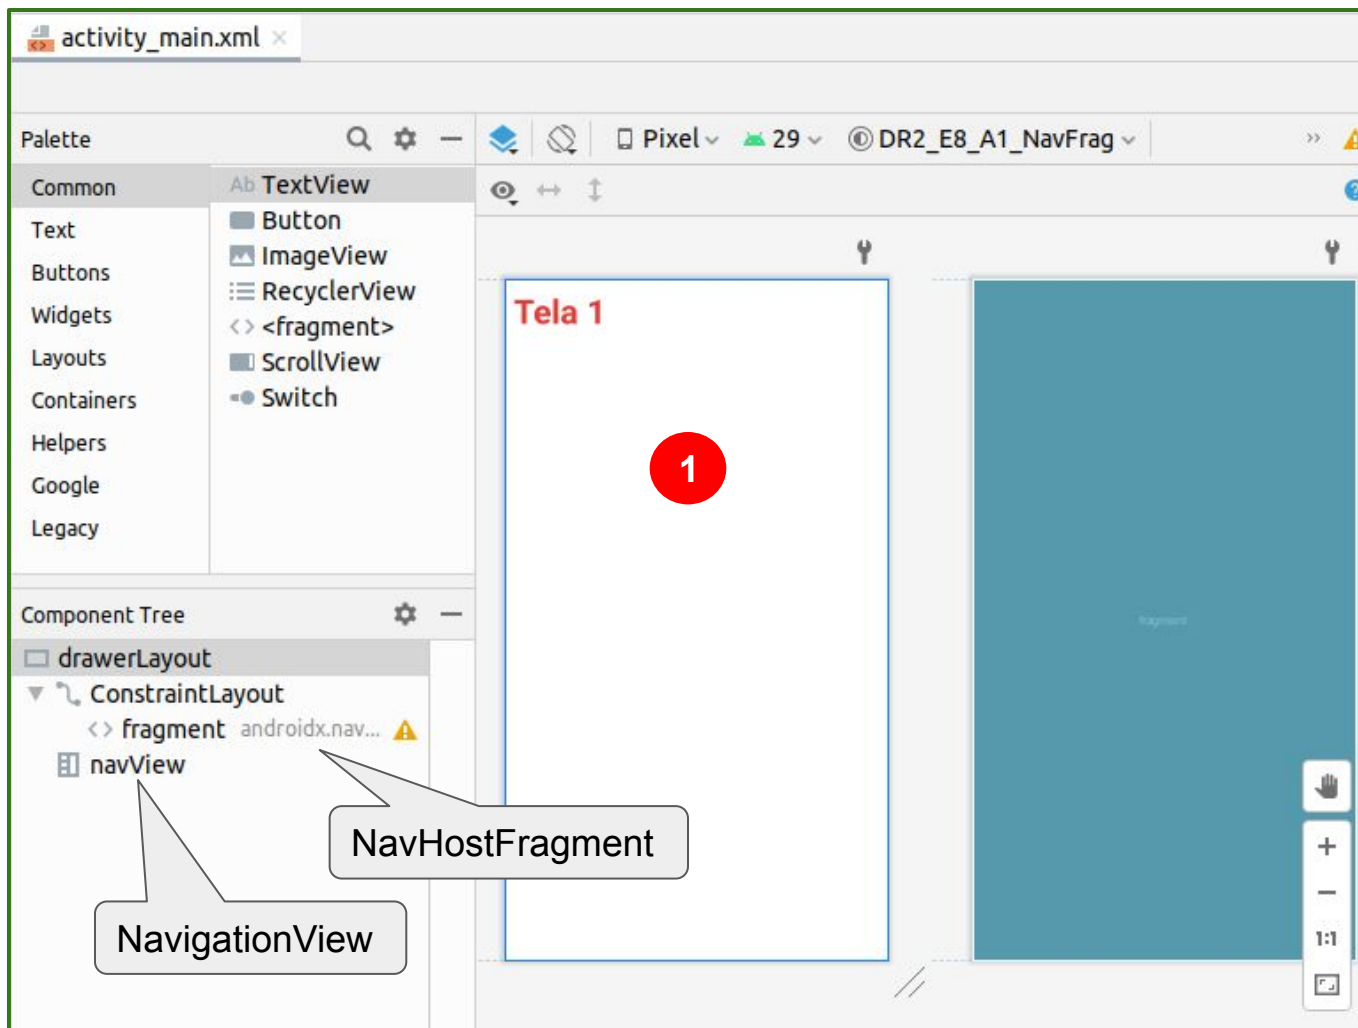 activity_main.xml
Palette
Pixel
29
DR2_E8_A1_NavFrag
Common
Text
Buttons
Widgets
Layouts
Containers
Helpers
Google
Legacy
Ab TextView
Button
ImageView
RecyclerView
<fragment>
ScrollView
Switch
Tela 1
1
fragment
Component Tree
drawerLayout
ConstraintLayout
fragment androidx.nav...
navView
NavHostFragment
NavigationView
1:1